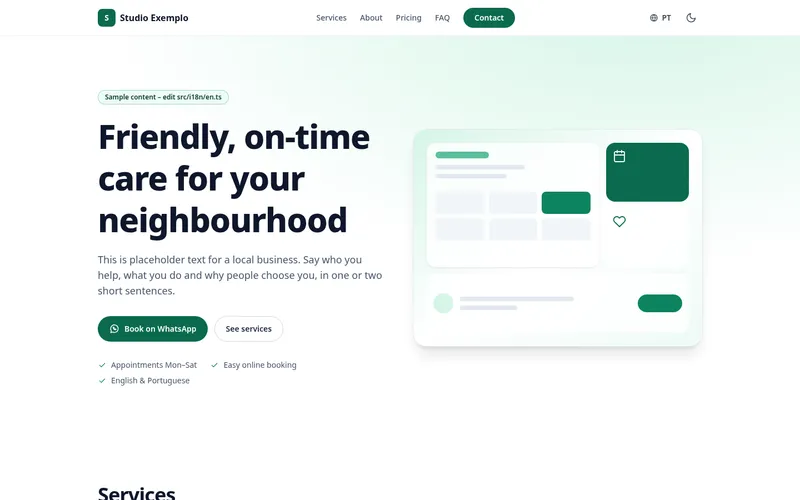 S Studio Exemplo
Services About Pricing FAQ Contact
PT
Sample content – edit src/i18n/en.ts
Friendly, on-time
care for your
neighbourhood
This is placeholder text for a local business. Say who you
help, what you do and why people choose you, in one or two
short sentences.
Book on WhatsApp
See services
Appointments Mon–Sat
Easy online booking
English & Portuguese
Services